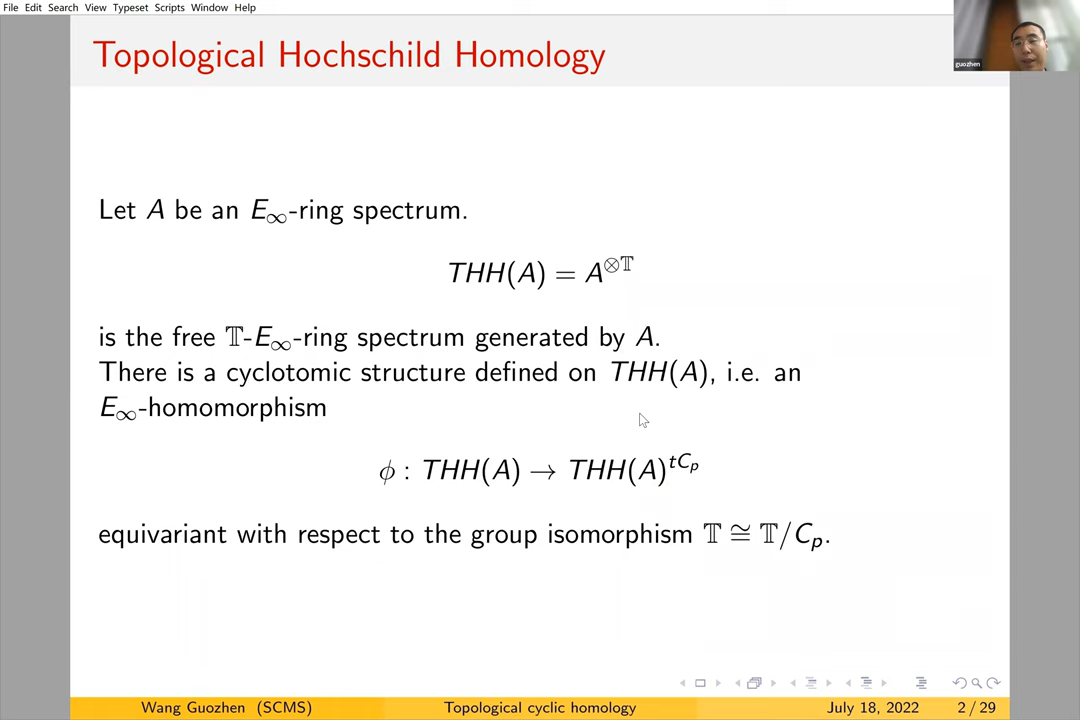 File Edit Search View Typeset Scripts Window Help
Topological Hochschild Homology
guozhen
Let A be an E∞-ring spectrum.
THH(A) = A^{⊗𝕋}
is the free 𝕋-E∞-ring spectrum generated by A.
There is a cyclotomic structure defined on THH(A), i.e. an
E∞-homomorphism
ϕ : THH(A) → THH(A)^{tC_p}
equivariant with respect to the group isomorphism 𝕋 ≅ 𝕋/C_p.
Wang Guozhen (SCMS) Topological cyclic homology July 18, 2022 2 / 29